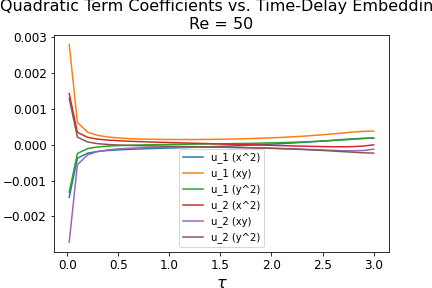 Quadratic Term Coefficients vs. Time-Delay Embeddin
Re = 50
0.003
0.002
0.001
0.000
−0.001
−0.002
u_1 (x^2)
u_1 (xy)
u_1 (y^2)
u_2 (x^2)
u_2 (xy)
u_2 (y^2)
0.0 0.5 1.0 1.5 2.0 2.5 3.0
τ